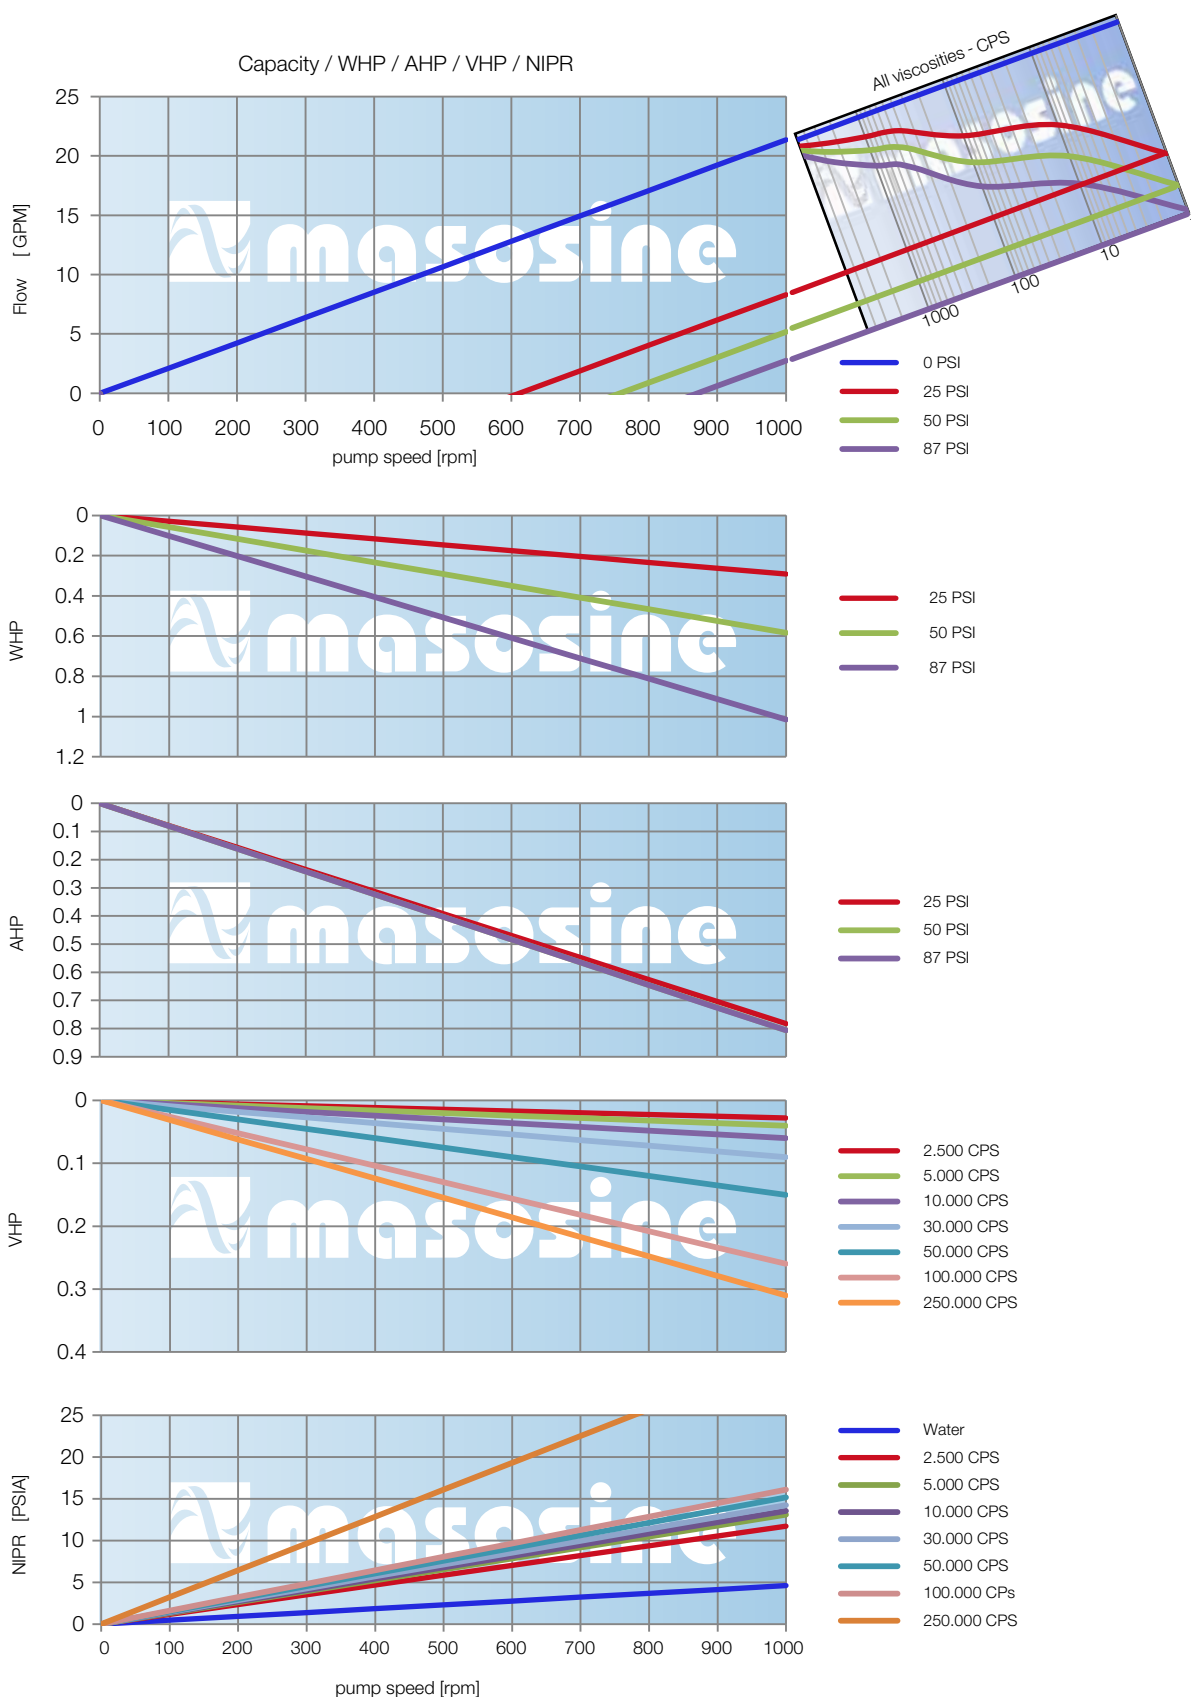 Capacity / WHP / AHP / VHP / NIPR
All viscosities - CPS
masosine
25
20
15
10
5
0
Flow [ GPM]
masosine
0 100 200 300 400 500 600 700 800 900 1000
pump speed [rpm]
1000 100 10
0 PSI
25 PSI
50 PSI
87 PSI
0
0.2
0.4
0.6
0.8
1
1.2
WHP
masosine
25 PSI
50 PSI
87 PSI
0
0.1
0.2
0.3
0.4
0.5
0.6
0.7
0.8
0.9
AHP
masosine
25 PSI
50 PSI
87 PSI
0
0.1
0.2
0.3
0.4
VHP
masosine
2.500 CPS
5.000 CPS
10.000 CPS
30.000 CPS
50.000 CPS
100.000 CPS
250.000 CPS
25
20
15
10
5
0
NIPR [PSIA]
masosine
0 100 200 300 400 500 600 700 800 900 1000
pump speed [rpm]
Water
2.500 CPS
5.000 CPS
10.000 CPS
30.000 CPS
50.000 CPS
100.000 CPs
250.000 CPS